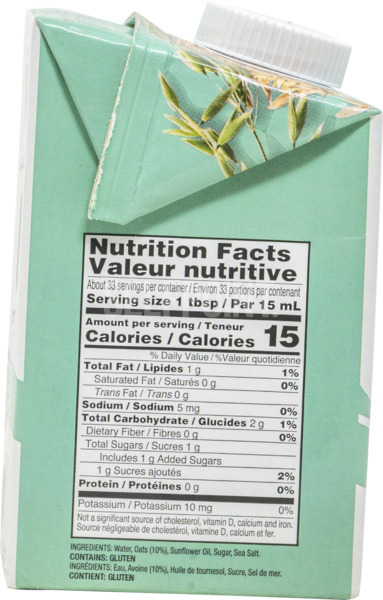 Nutrition Facts
Valeur nutritive
About 33 servings per container / Environ 33 portions par contenant
Serving size 1 tbsp / Par 15 mL
Amount per serving / Teneur
Calories / Calories 15
% Daily Value / %Valeur quotidienne
Total Fat / Lipides 1 g 1%
Saturated Fat / Saturés 0 g 0%
Trans Fat / Trans 0 g
Sodium / Sodium 5 mg 0%
Total Carbohydrate / Glucides 2 g 1%
Dietary Fiber / Fibres 0 g 0%
Total Sugars / Sucres 1 g
Includes 1 g Added Sugars
1 g Sucres ajoutés 2%
Protein / Protéines 0 g 0%
Potassium / Potassium 10 mg 0%
Not a significant source of cholesterol, vitamin D, calcium and iron.
Source négligeable de cholestérol, vitamine D, calcium et fer.
INGREDIENTS: Water, Oats (10%), Sunflower Oil, Sugar, Sea Salt.
CONTAINS: GLUTEN
INGRÉDIENTS: Eau, Avoine (10%), Huile de tournesol, Sucre, Sel de mer.
CONTIENT: GLUTEN